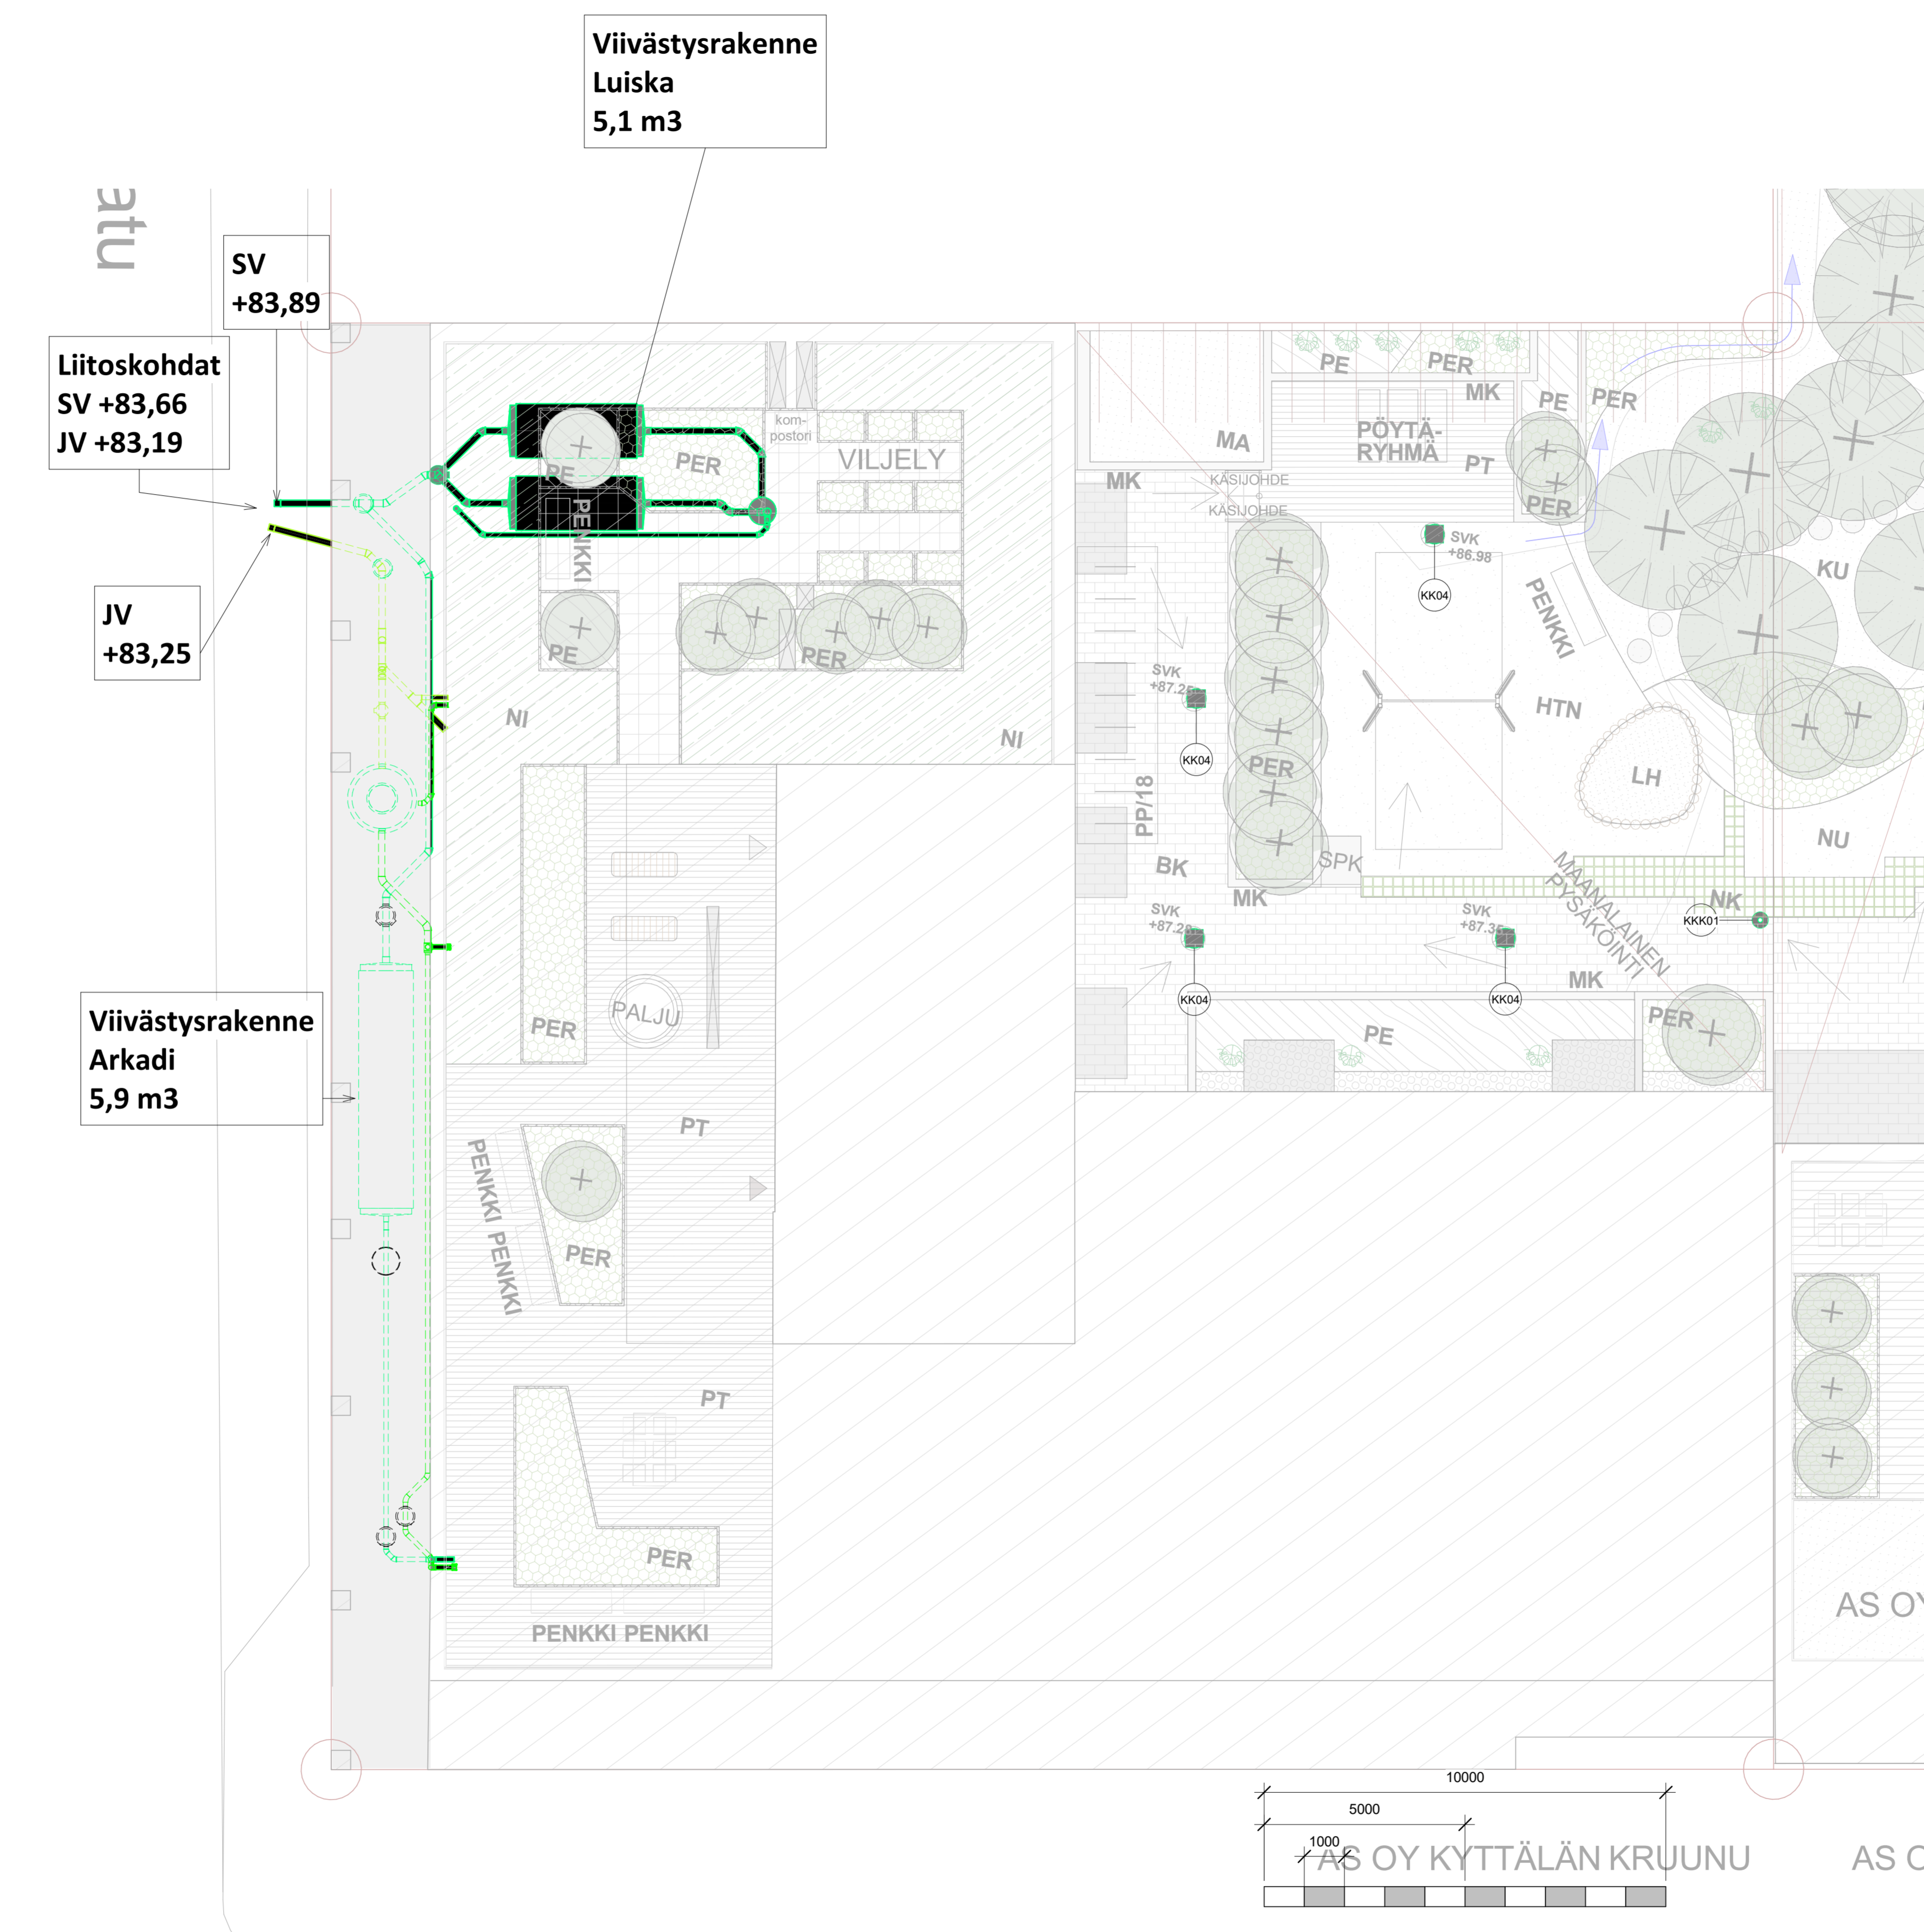 Viivästysrakenne
Luiska
5,1 m3
atu
SV
+83,89
Liitoskohdat
SV +83,66
JV +83,19
JV
+83,25
Viivästysrakenne
Arkadi
5,9 m3
kom-
postori
VILJELY
PER
PE
PENKKI
PE
PER
NI
NI
PER
PALJU
PT
PENKKI PENKKI
PER
PT
PER
PENKKI PENKKI
PE
PER
MK
PE
PER
MA
PÖYTÄ-
RYHMÄ
PT
MK
KÄSIJOHDE
KÄSIJOHDE
PER
SVK
+86.98
KK04
KU
PENKKI
HTN
SVK
KK04
PER
LH
PP/18
BK
SPK
NU
MK
MAANALAINEN
PYSÄKÖINTI
NK
KKK01
SVK
KK04
SVK
KK04
MK
PE
PER
AS OY
10000
5000
1000
AS OY KYTTÄLÄN KRUUNU
AS O